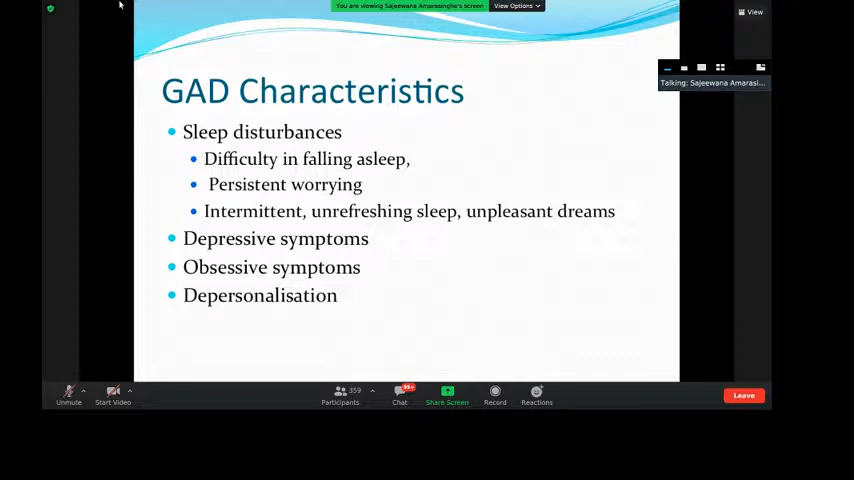 You are viewing Sajeewana Amarasinghe's screen
View Options
View
Talking: Sajeewana Amarasi...
GAD Characteristics
Sleep disturbances
Difficulty in falling asleep,
Persistent worrying
Intermittent, unrefreshing sleep, unpleasant dreams
Depressive symptoms
Obsessive symptoms
Depersonalisation
359
99+
Unmute
Start Video
Participants
Chat
Share Screen
Record
Reactions
Leave